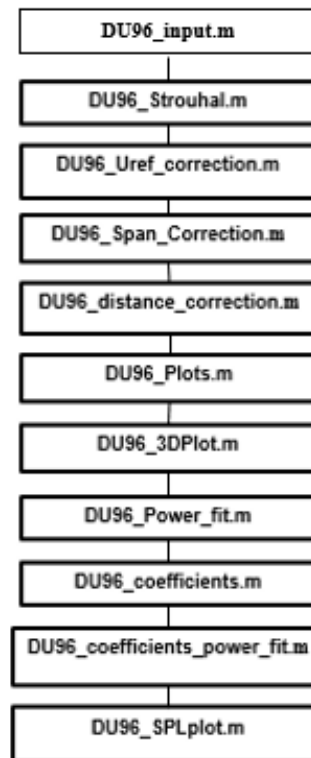 DU96_input.m
DU96_Strouhal.m
DU96_Uref_correction.m
DU96_Span_Correction.m
DU96_distance_correction.m
DU96_Plots.m
DU96_3DPlot.m
DU96_Power_fit.m
DU96_coefficients.m
DU96_coefficients_power_fit.m
DU96_SPLplot.m